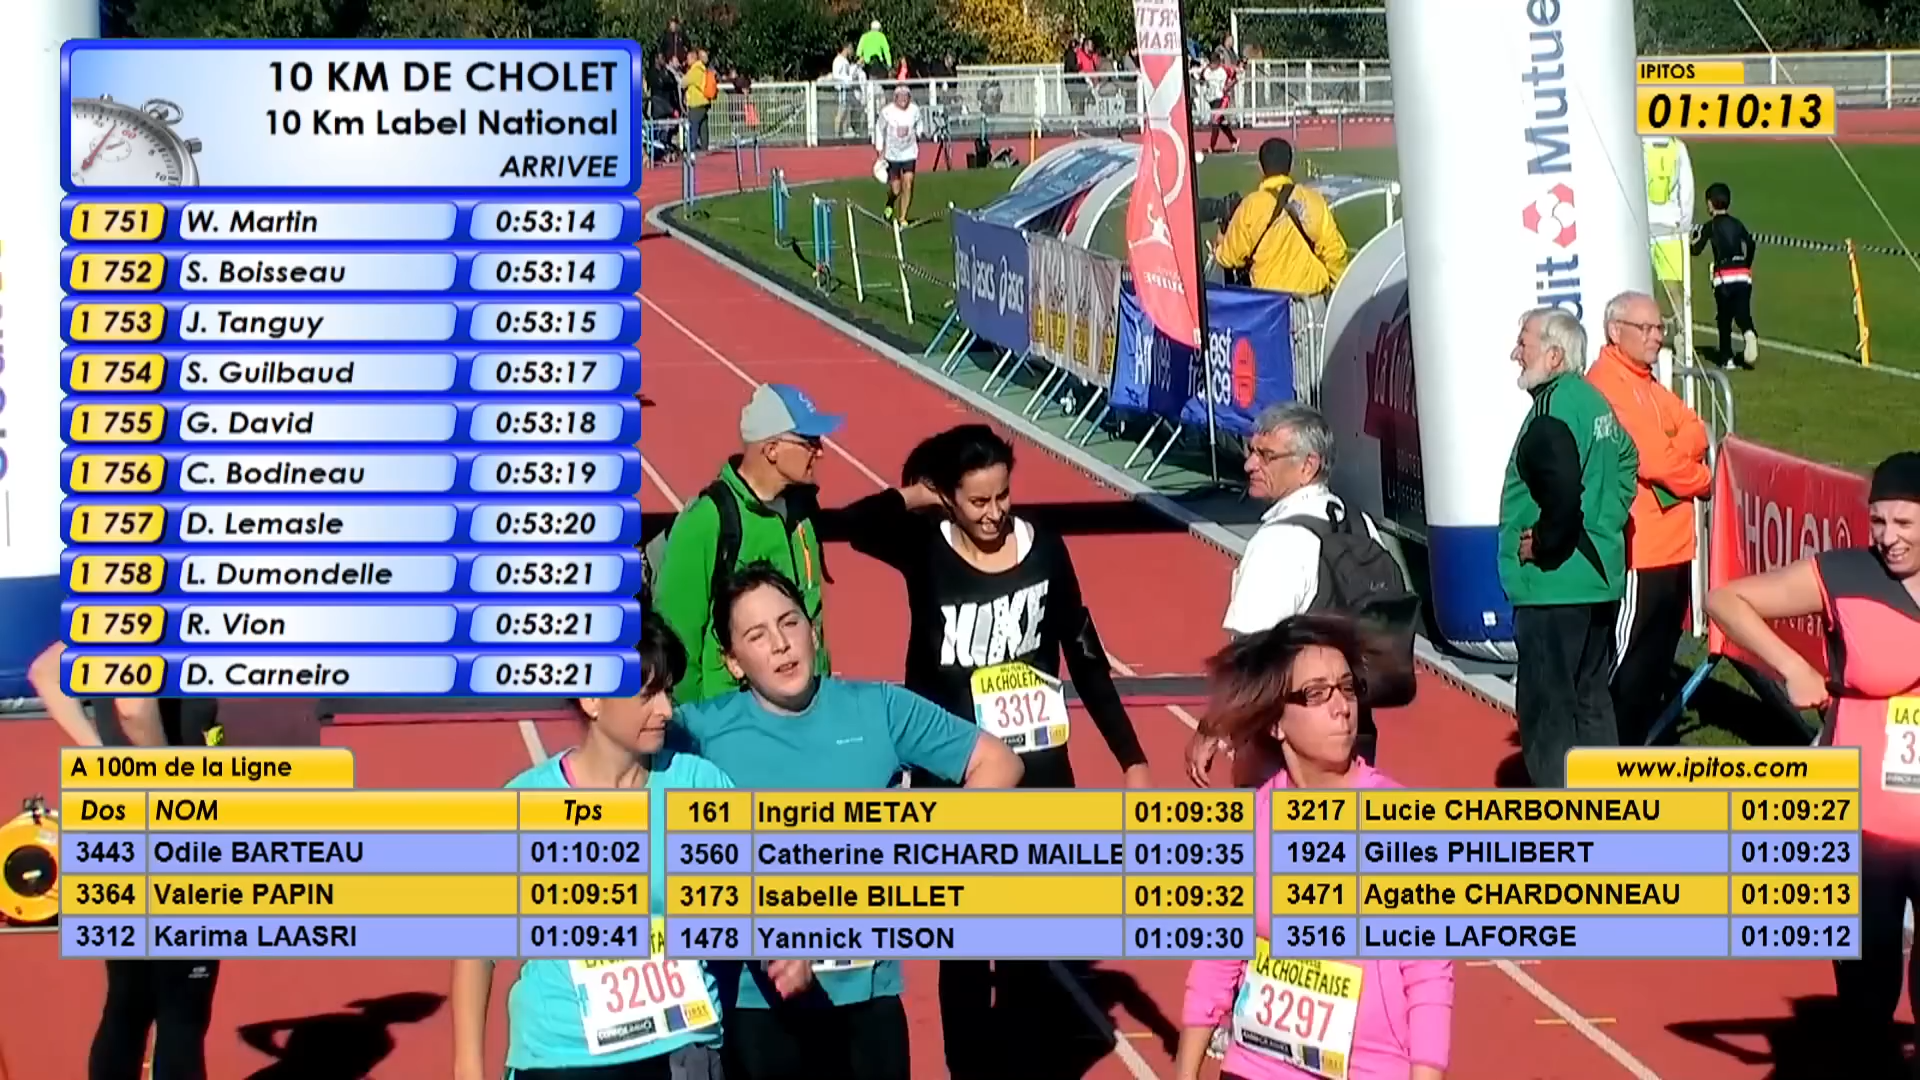 10 KM DE CHOLET
10 Km Label National
ARRIVEE
1 751 W. Martin 0:53:14
1 752 S. Boisseau 0:53:14
1 753 J. Tanguy 0:53:15
1 754 S. Guilbaud 0:53:17
1 755 G. David 0:53:18
1 756 C. Bodineau 0:53:19
1 757 D. Lemasle 0:53:20
1 758 L. Dumondelle 0:53:21
1 759 R. Vion 0:53:21
1 760 D. Carneiro 0:53:21
IPITOS
01:10:13
Mutue
dit
asics
CHOLET
NIKE
3312
A 100m de la Ligne
www.ipitos.com
Dos NOM Tps
3443 Odile BARTEAU 01:10:02
3364 Valerie PAPIN 01:09:51
3312 Karima LAASRI 01:09:41
161 Ingrid METAY 01:09:38
3560 Catherine RICHARD MAILLE 01:09:35
3173 Isabelle BILLET 01:09:32
1478 Yannick TISON 01:09:30
3217 Lucie CHARBONNEAU 01:09:27
1924 Gilles PHILIBERT 01:09:23
3471 Agathe CHARDONNEAU 01:09:13
3516 Lucie LAFORGE 01:09:12
3206
LA CHOLETAISE
3297